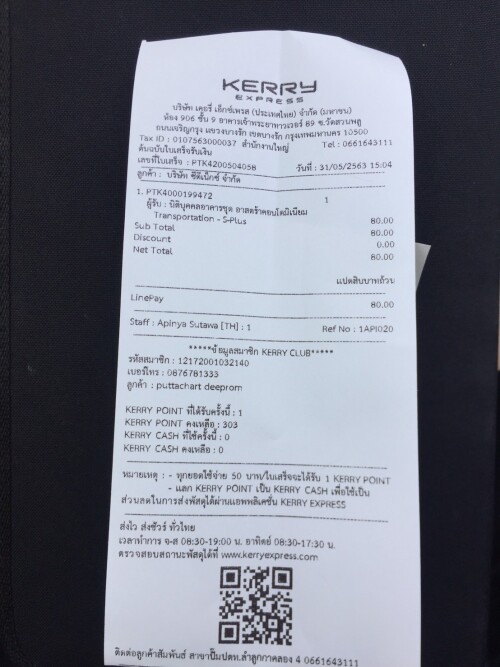 KERRY
EXPRESS
บริษัท เคอรี่ เอ็กซ์เพรส (ประเทศไทย) จำกัด (มหาชน)
ห้อง 906 ชั้น 9 อาคารเจ้าพระยาทาวเวอร์ 89 ซ.วัดสวนพลู
ถนนเจริญกรุง แขวงบางรัก เขตบางรัก กรุงเทพมหานคร 10500
Tax ID : 0107563000037 สำนักงานใหญ่ Tel : 0661643111
ต้นฉบับใบเสร็จรับเงิน
เลขที่ใบเสร็จ : PTK4200504058 วันที่ : 31/05/2563 15:04
ลูกค้า : บริษัท ซิตี้เน็กซ์ จำกัด
1. PTK4000199472 1
ผู้รับ : นิติบุคคลอาคารชุด อาสตร้าคอนโดมิเนียม
Transportation - S-Plus 80.00
Sub Total 80.00
Discount 0.00
Net Total 80.00
แปดสิบบาทถ้วน
LinePay 80.00
Staff : Apinya Sutawa [TH] : 1 Ref No : 1API020
*****ข้อมูลสมาชิก KERRY CLUB*****
รหัสสมาชิก : 12172001032140
เบอร์โทร : 0876781333
ลูกค้า : puttachart deeprom
KERRY POINT ที่ได้รับครั้งนี้ : 1
KERRY POINT คงเหลือ : 303
KERRY CASH ที่ใช้ครั้งนี้ : 0
KERRY CASH คงเหลือ : 0
หมายเหตุ : - ทุกยอดใช้จ่าย 50 บาท/ใบเสร็จจะได้รับ 1 KERRY POINT
- แลก KERRY POINT เป็น KERRY CASH เพื่อใช้เป็น
ส่วนลดในการส่งพัสดุได้ผ่านแอพพลิเคชั่น KERRY EXPRESS
ส่งไว ส่งชัวร์ ทั่วไทย
เวลาทำการ จ-ส 08:30-19:00 น. อาทิตย์ 08:30-17:30 น.
ตรวจสอบสถานะพัสดุได้ที่ www.kerryexpress.com
ติดต่อลูกค้าสัมพันธ์ สาขาปั๊มปตท.ลำลูกกาคลอง 4 0661643111